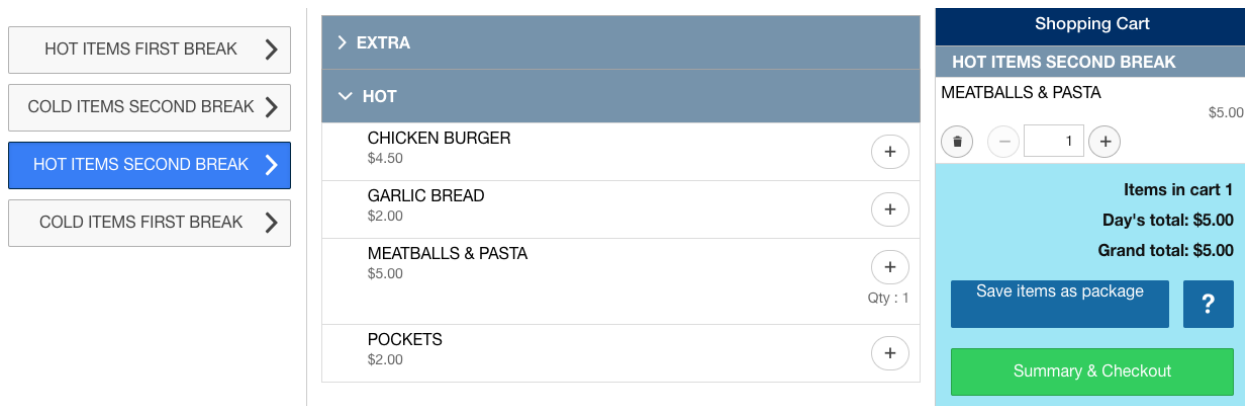 HOT ITEMS FIRST BREAK
COLD ITEMS SECOND BREAK
HOT ITEMS SECOND BREAK
COLD ITEMS FIRST BREAK
EXTRA
HOT
CHICKEN BURGER
$4.50
+
GARLIC BREAD
$2.00
+
MEATBALLS & PASTA
$5.00
+
Qty : 1
POCKETS
$2.00
+
Shopping Cart
HOT ITEMS SECOND BREAK
MEATBALLS & PASTA
$5.00
− 1 +
Items in cart 1
Day's total: $5.00
Grand total: $5.00
Save items as package ?
Summary & Checkout